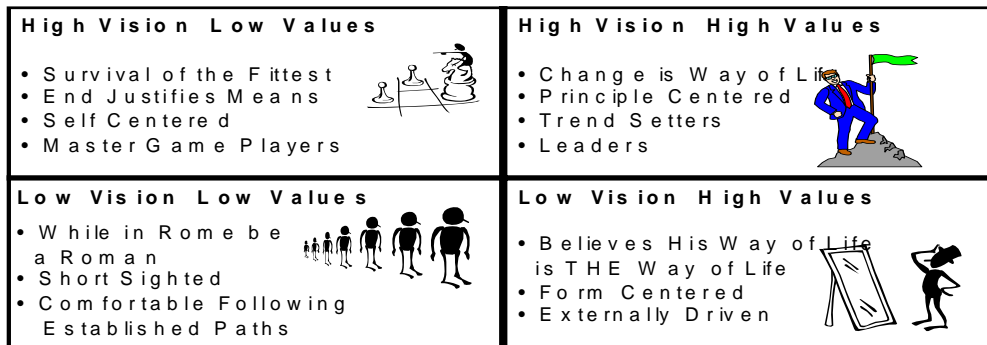 High Vision Low Values
• Survival of the Fittest
• End Justifies Means
• Self Centered
• Master Game Players
High Vision High Values
• Change is Way of Life
• Principle Centered
• Trend Setters
• Leaders
Low Vision Low Values
• While in Rome be
a Roman
• Short Sighted
• Comfortable Following
Established Paths
Low Vision High Values
• Believes His Way of Life
is THE Way of Life
• Form Centered
• Externally Driven